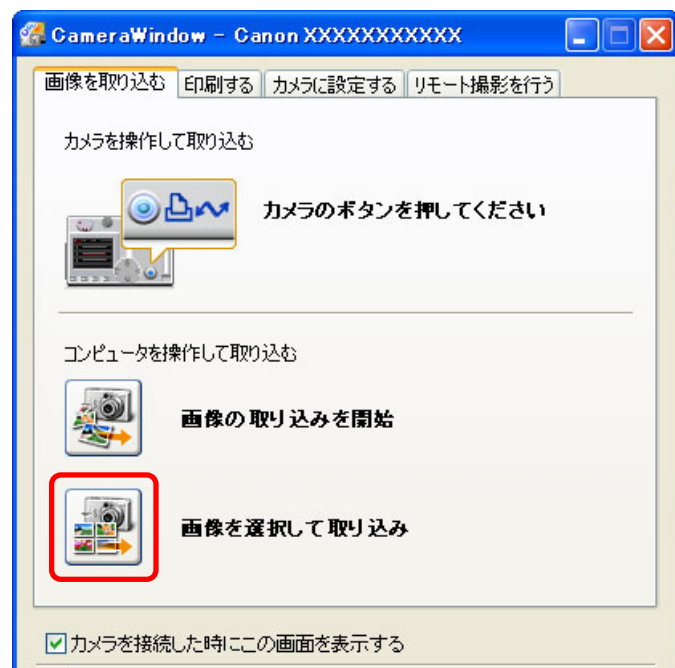 CameraWindow - Canon XXXXXXXXXXX
画像を取り込む 印刷する カメラに設定する リモート撮影を行う
カメラを操作して取り込む
カメラのボタンを押してください
コンピュータを操作して取り込む
画像の取り込みを開始
画像を選択して取り込み
カメラを接続した時にこの画面を表示する